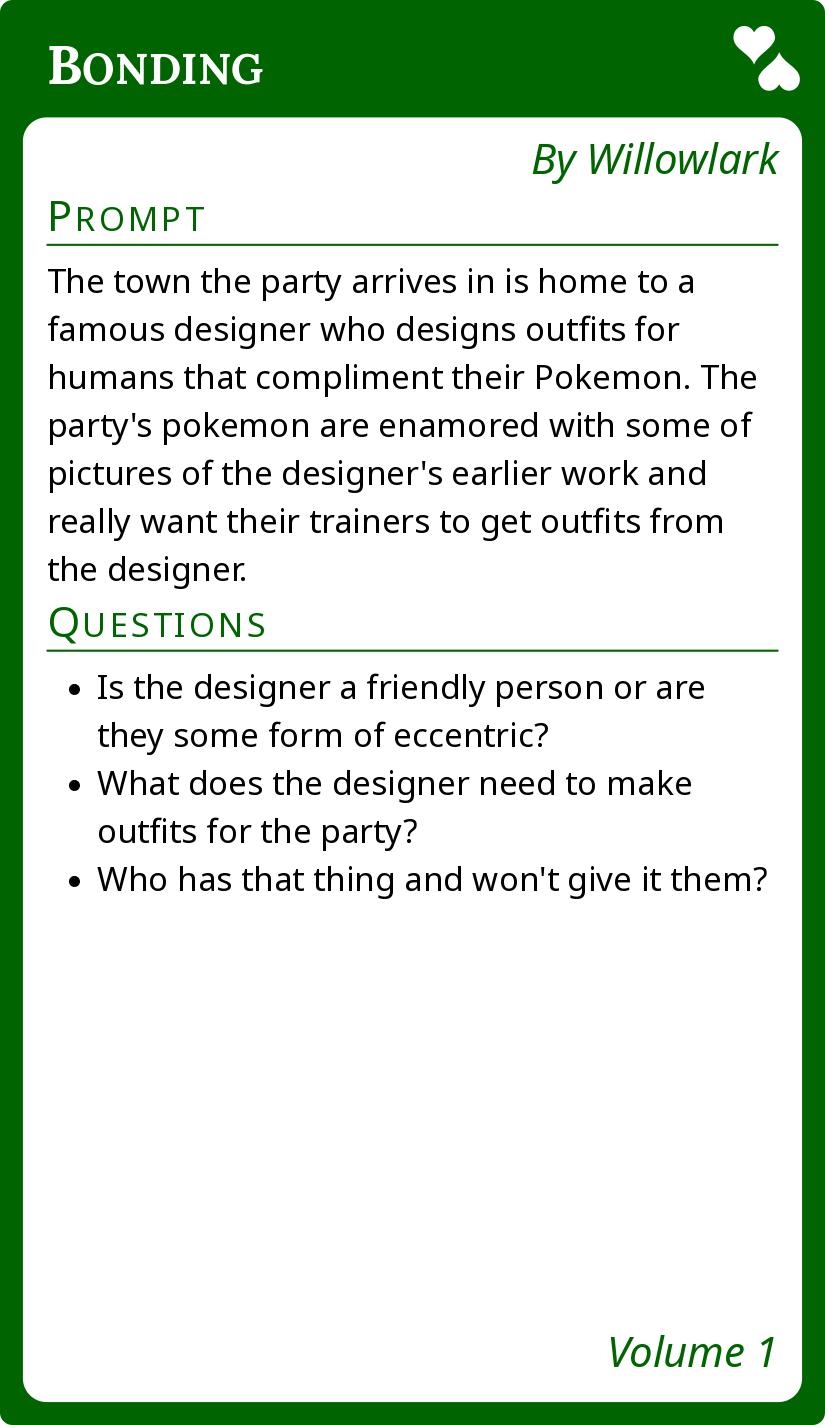 BONDING
By Willowlark
PROMPT
The town the party arrives in is home to a
famous designer who designs outfits for
humans that compliment their Pokemon. The
party's pokemon are enamored with some of
pictures of the designer's earlier work and
really want their trainers to get outfits from
the designer.
QUESTIONS
• Is the designer a friendly person or are
they some form of eccentric?
• What does the designer need to make
outfits for the party?
• Who has that thing and won't give it them?
Volume 1